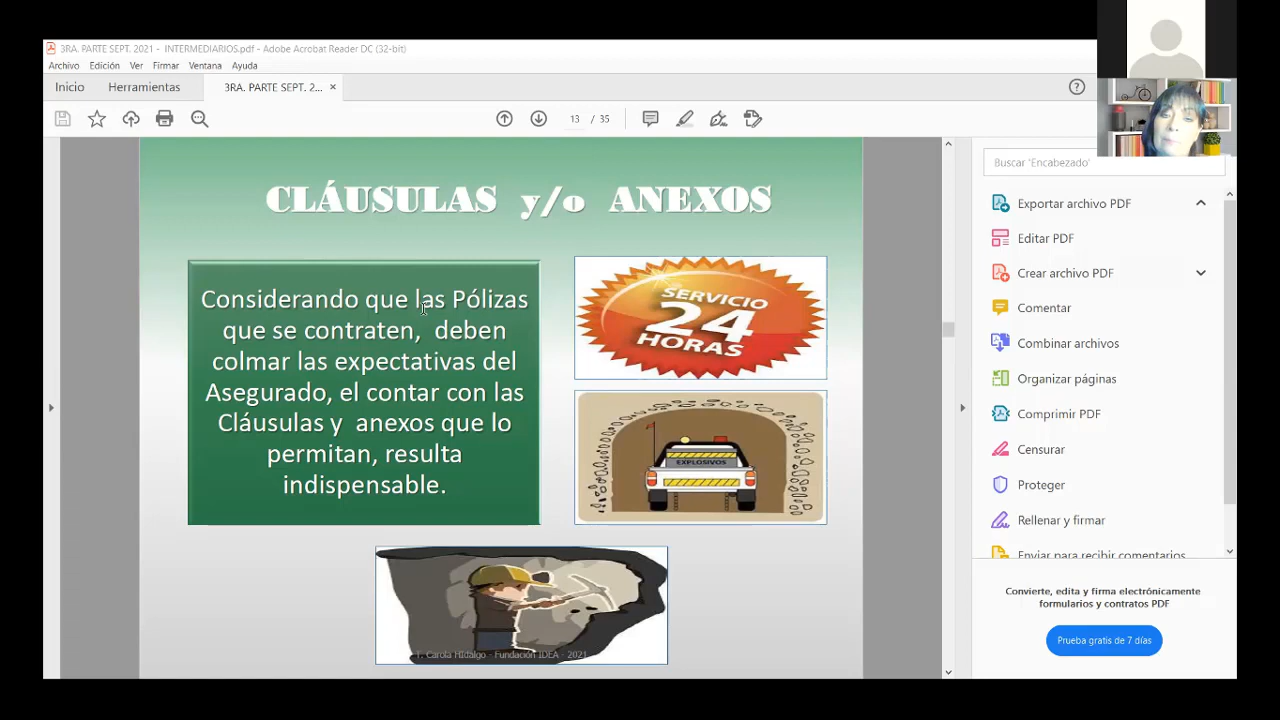 3RA. PARTE SEPT. 2021 - INTERMEDIARIOS.pdf - Adobe Acrobat Reader DC (32-bit)
Archivo Edición Ver Firmar Ventana Ayuda
Inicio Herramientas 3RA. PARTE SEPT. 2... ×
13 / 35
Buscar 'Encabezado'
CLÁUSULAS y/o ANEXOS
Considerando que las Pólizas
que se contraten, deben
colmar las expectativas del
Asegurado, el contar con las
Cláusulas y anexos que lo
permitan, resulta
indispensable.
SERVICIO
24
HORAS
EXPLOSIVOS
T. Carola Hidalgo - Fundación IDEA - 2021
Exportar archivo PDF
Editar PDF
Crear archivo PDF
Comentar
Combinar archivos
Organizar páginas
Comprimir PDF
Censurar
Proteger
Rellenar y firmar
Enviar para recibir comentarios
Convierte, edita y firma electrónicamente
formularios y contratos PDF
Prueba gratis de 7 días